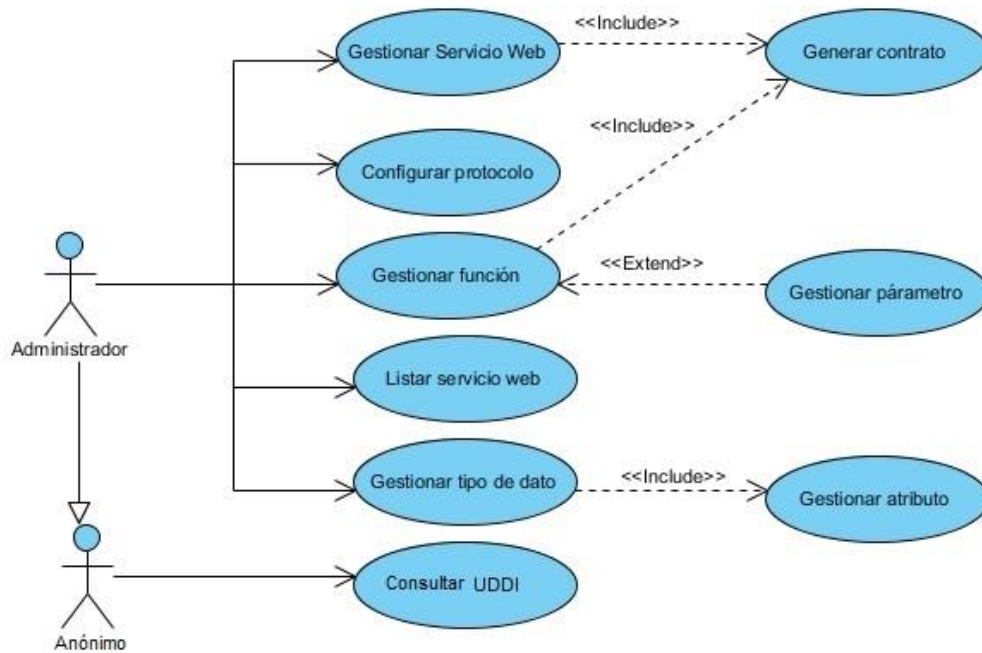 Gestionar Servicio Web
<<Include>>
Generar contrato
<<Include>>
Configurar protocolo
Gestionar función
<<Extend>>
Gestionar párametro
Administrador
Listar servicio web
Gestionar tipo de dato
<<Include>>
Gestionar atributo
Consultar UDDI
Anónimo